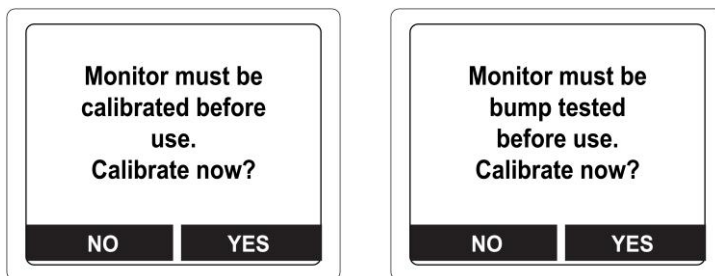 Monitor must be
calibrated before
use.
Calibrate now?
NO YES
Monitor must be
bump tested
before use.
Calibrate now?
NO YES